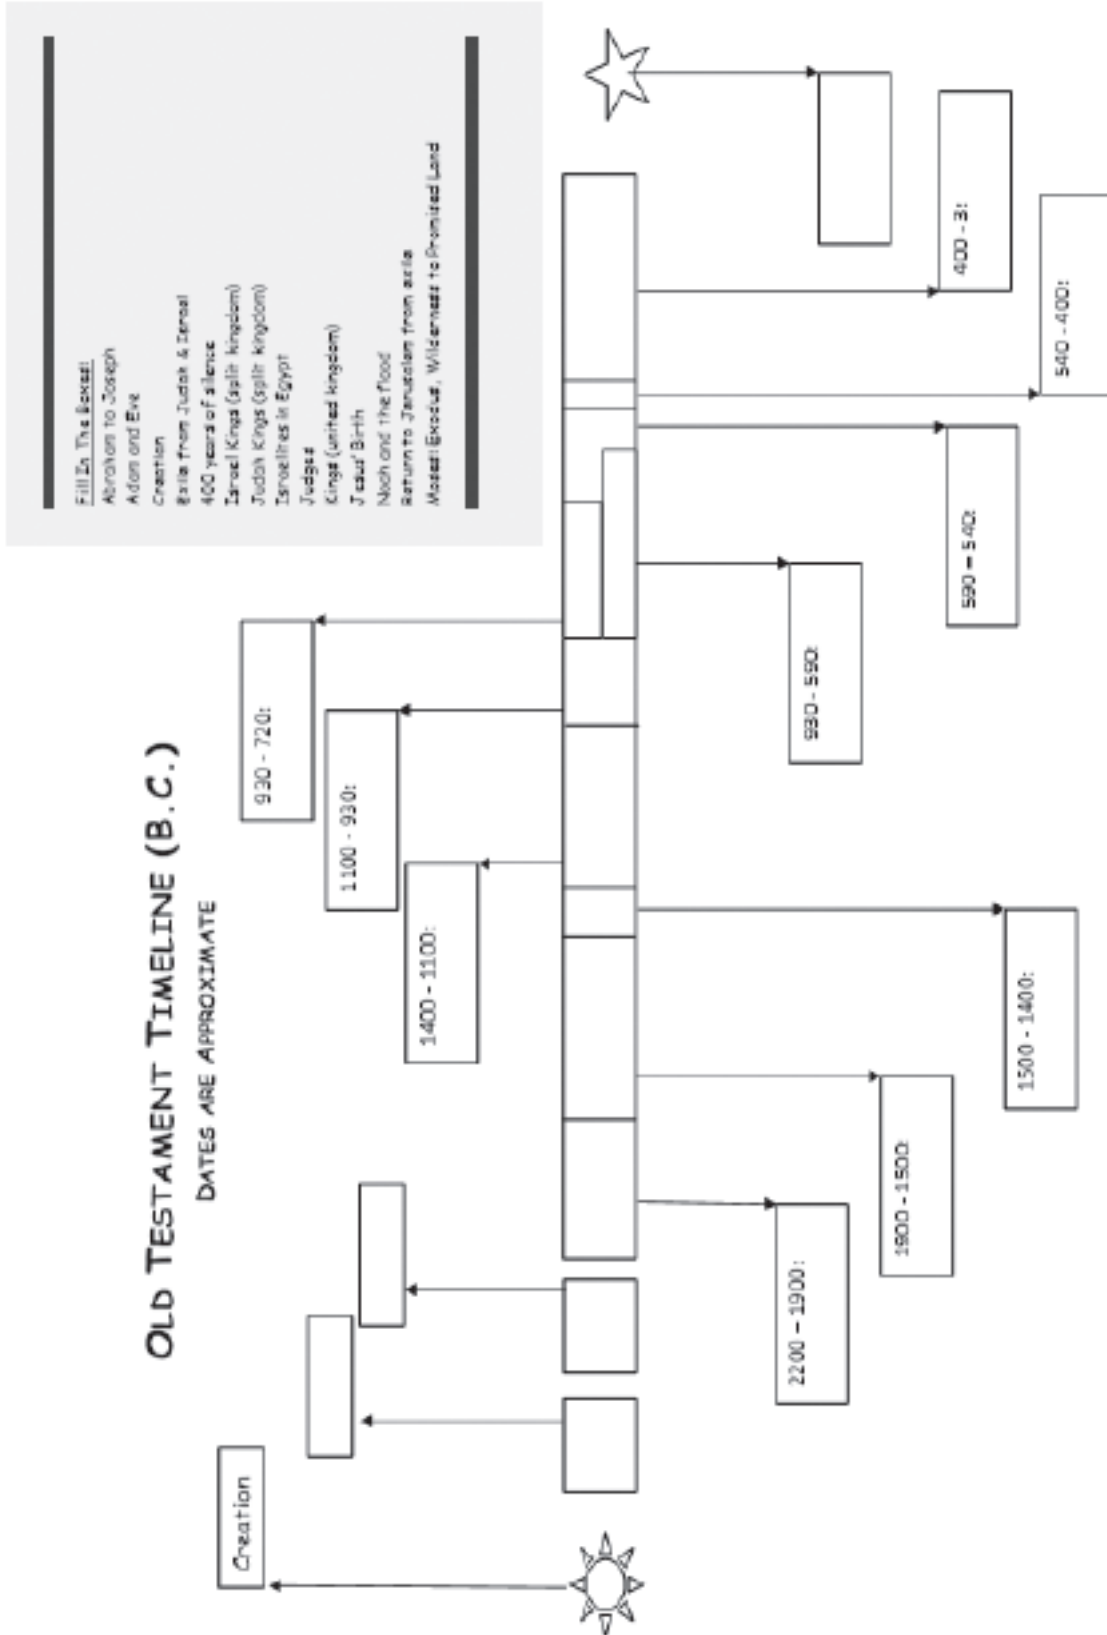 OLD TESTAMENT TIMELINE (B.C.)
DATES ARE APPROXIMATE
Fill In The Boxes:
Abraham to Joseph
Adam and Eve
Creation
Exile from Judah & Israel
400 years of silence
Israel Kings (split kingdom)
Judah Kings (split kingdom)
Israelites in Egypt
Judges
Kings (united kingdom)
Jesus' Birth
Noah and the flood
Return to Jerusalem from exile
Moses: Exodus, Wilderness to Promised Land
Creation
930 - 720:
1100 - 930:
1400 - 1100:
2200 – 1900:
1900 - 1500:
1500 - 1400:
930 - 590:
590 – 540:
540 - 400:
400 - 3: